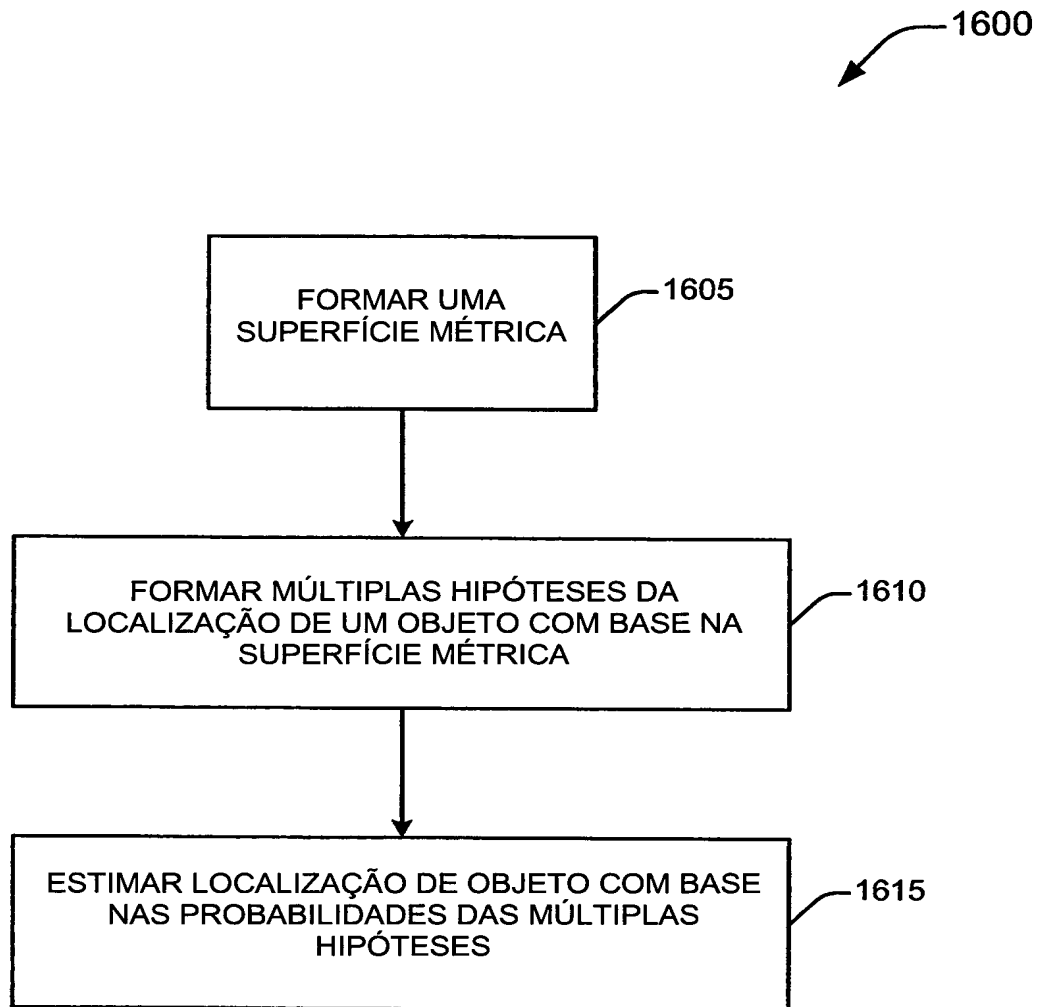 1600
FORMAR UMA
SUPERFÍCIE MÉTRICA
1605
FORMAR MÚLTIPLAS HIPÓTESES DA
LOCALIZAÇÃO DE UM OBJETO COM BASE NA
SUPERFÍCIE MÉTRICA
1610
ESTIMAR LOCALIZAÇÃO DE OBJETO COM BASE
NAS PROBABILIDADES DAS MÚLTIPLAS
HIPÓTESES
1615